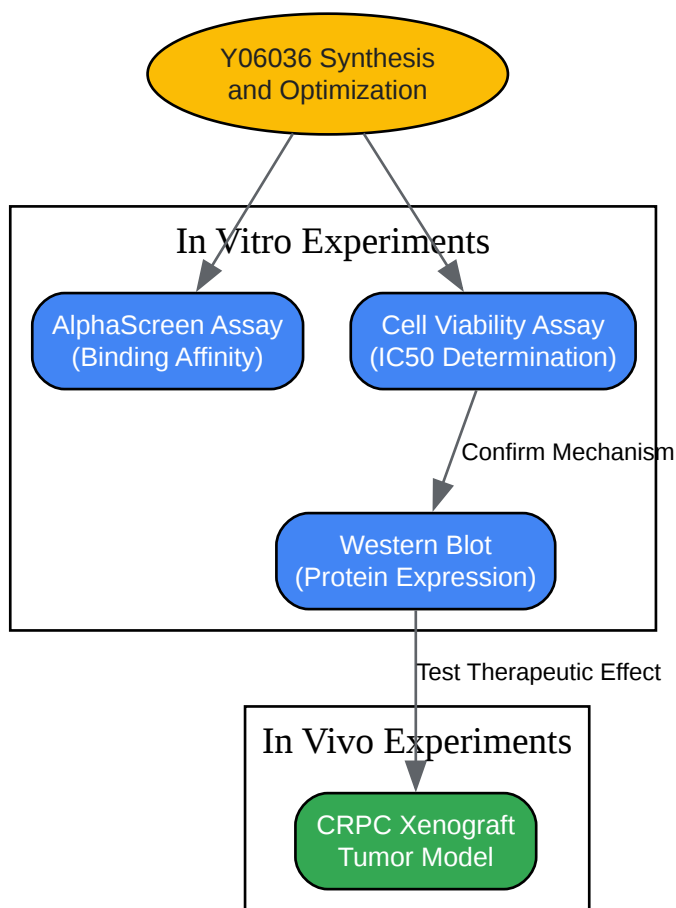 Y06036 Synthesis
and Optimization
In Vitro Experiments
AlphaScreen Assay
(Binding Affinity)
Cell Viability Assay
(IC50 Determination)
Confirm Mechanism
Western Blot
(Protein Expression)
Test Therapeutic Effect
In Vivo Experiments
CRPC Xenograft
Tumor Model